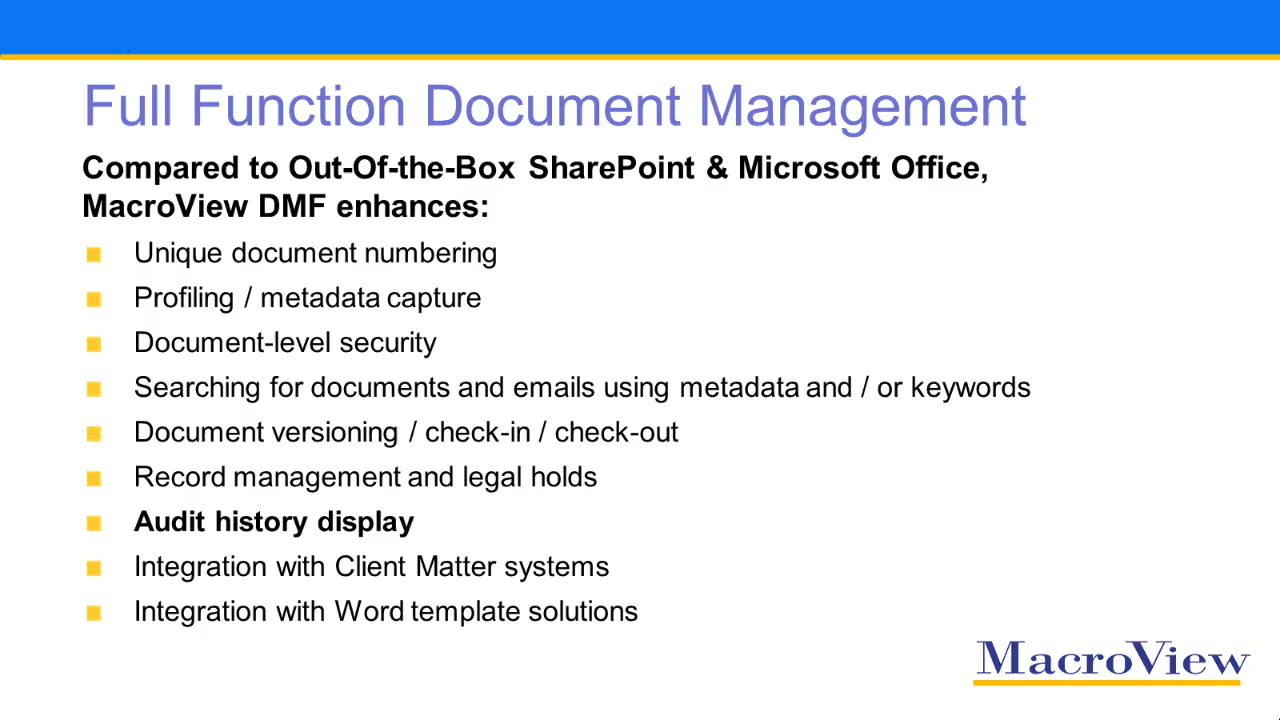 Full Function Document Management
Compared to Out-Of-the-Box SharePoint & Microsoft Office,
MacroView DMF enhances:
Unique document numbering
Profiling / metadata capture
Document-level security
Searching for documents and emails using metadata and / or keywords
Document versioning / check-in / check-out
Record management and legal holds
Audit history display
Integration with Client Matter systems
Integration with Word template solutions
MacroView